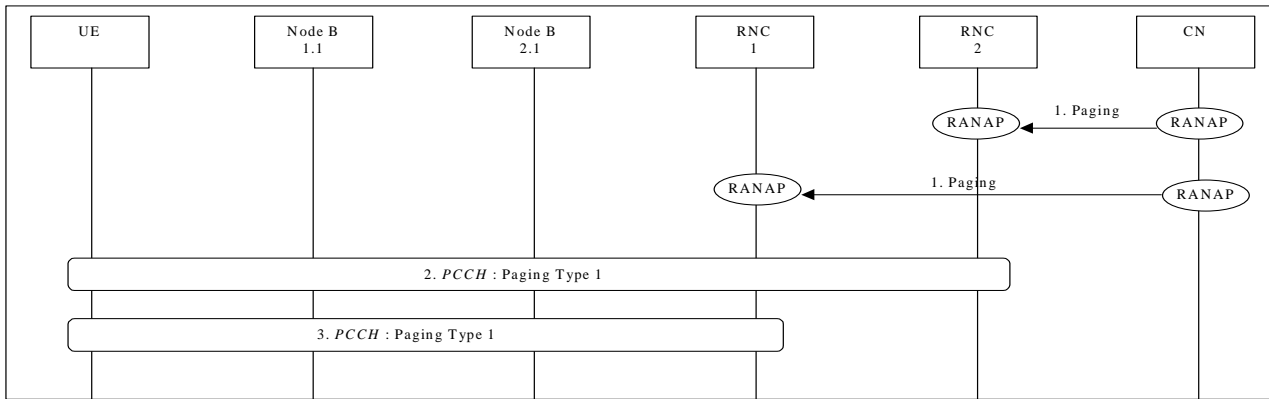 UE
Node B
1.1
Node B
2.1
RNC
1
RNC
2
CN
RANAP
1. Paging
RANAP
RANAP
1. Paging
RANAP
2. PCCH : Paging Type 1
3. PCCH : Paging Type 1